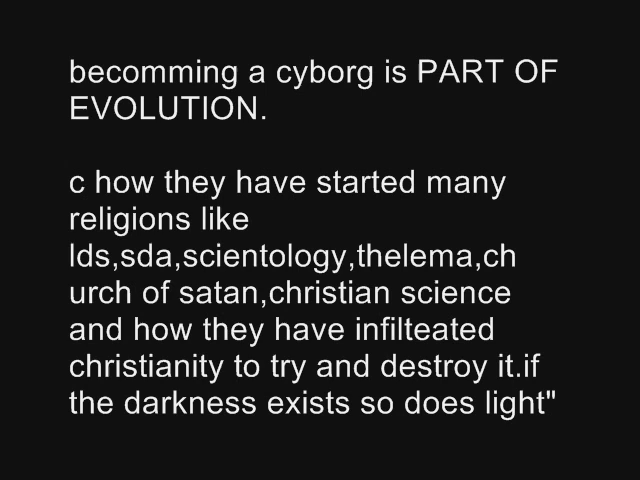 becomming a cyborg is PART OF
EVOLUTION.
c how they have started many
religions like
lds,sda,scientology,thelema,ch
urch of satan,christian science
and how they have infilteated
christianity to try and destroy it.if
the darkness exists so does light"